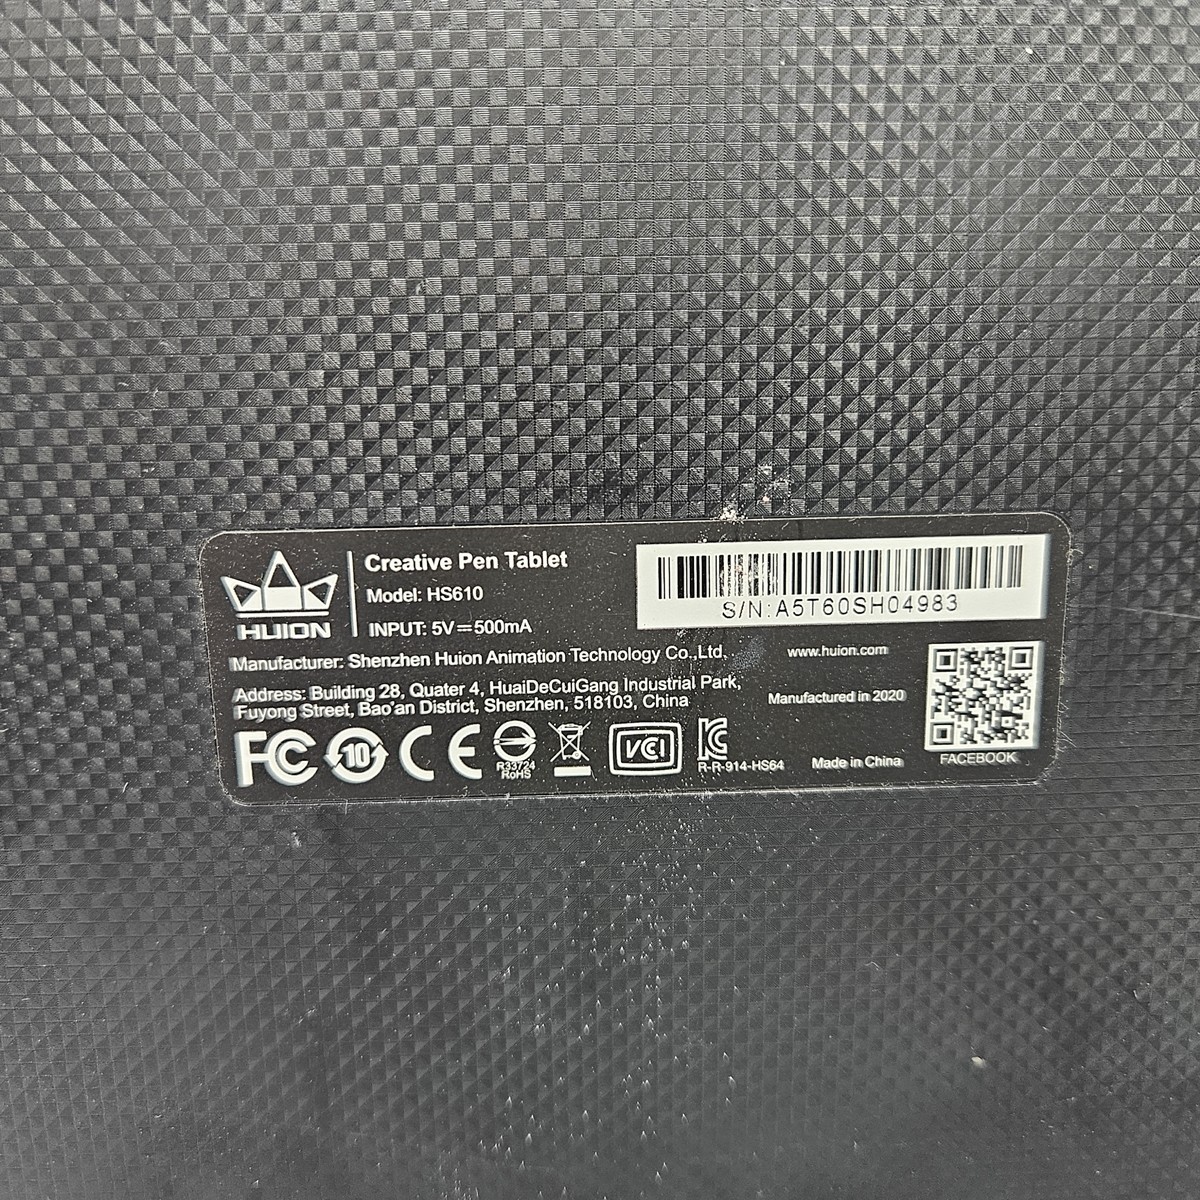 HUION
Creative Pen Tablet
Model: HS610
INPUT: 5V⎓500mA
S/N:A5T60SH04983
Manufacturer: Shenzhen Huion Animation Technology Co.,Ltd.
www.huion.com
Address: Building 28, Quater 4, HuaiDeCuiGang Industrial Park,
Fuyong Street, Bao'an District, Shenzhen, 518103, China
Manufactured in 2020
FC
10
CE
R33724
RoHS
VCI
KC
R-R-914-HS64
Made in China
FACEBOOK